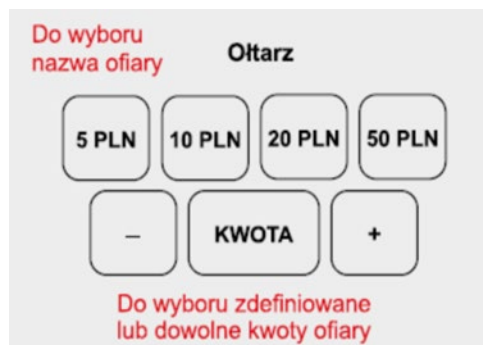 Do wyboru
nazwa ofiary
Ołtarz
5 PLN 10 PLN 20 PLN 50 PLN
– KWOTA +
Do wyboru zdefiniowane
lub dowolne kwoty ofiary